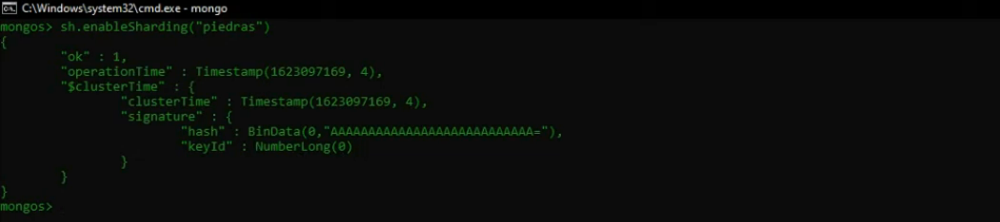 C:\Windows\system32\cmd.exe - mongo
mongos> sh.enableSharding("piedras")
{
        "ok" : 1,
        "operationTime" : Timestamp(1623097169, 4),
        "$clusterTime" : {
                "clusterTime" : Timestamp(1623097169, 4),
                "signature" : {
                        "hash" : BinData(0,"AAAAAAAAAAAAAAAAAAAAAAAAAAA="),
                        "keyId" : NumberLong(0)
                }
        }
}
mongos>